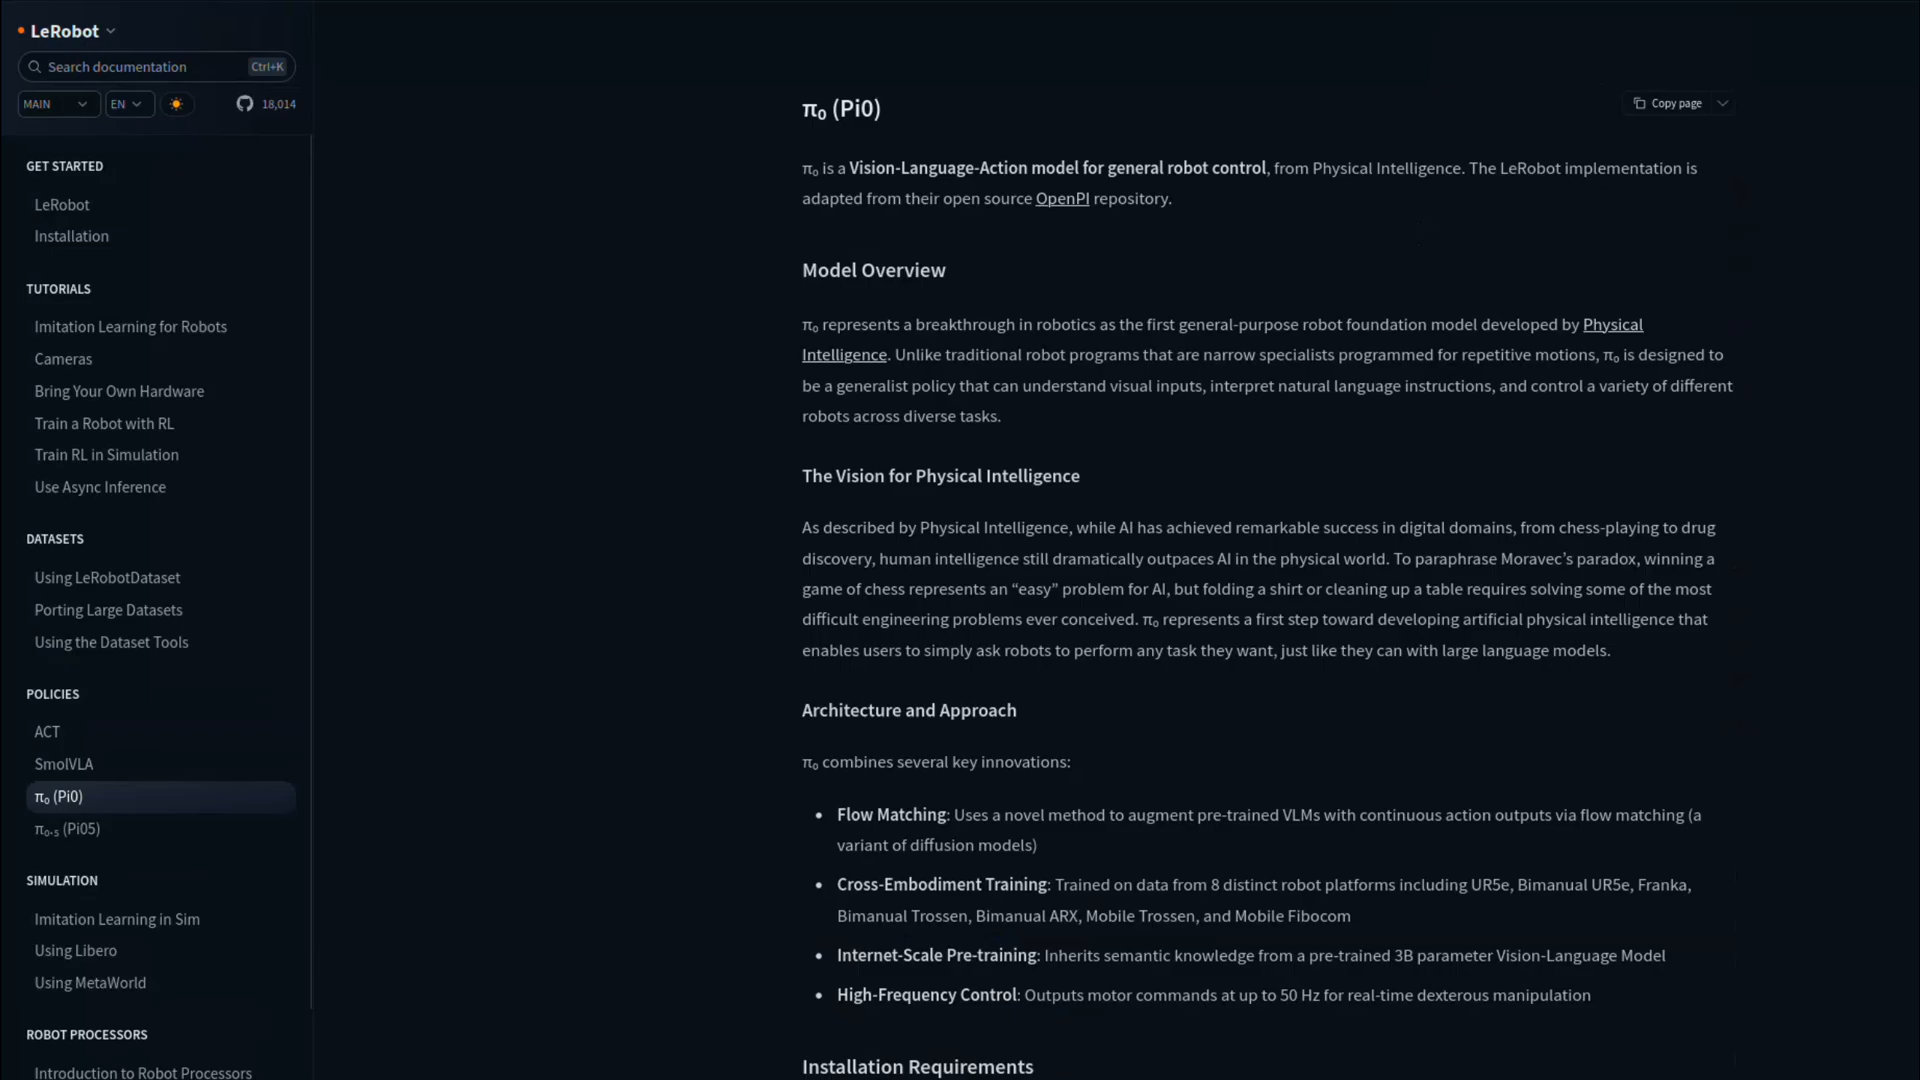 LeRobot
Search documentation Ctrl+K
MAIN EN 18,014
GET STARTED
LeRobot
Installation
TUTORIALS
Imitation Learning for Robots
Cameras
Bring Your Own Hardware
Train a Robot with RL
Train RL in Simulation
Use Async Inference
DATASETS
Using LeRobotDataset
Porting Large Datasets
Using the Dataset Tools
POLICIES
ACT
SmolVLA
π₀ (Pi0)
π₀.₅ (Pi05)
SIMULATION
Imitation Learning in Sim
Using Libero
Using MetaWorld
ROBOT PROCESSORS
Introduction to Robot Processors
π₀ (Pi0)
Copy page
π₀ is a Vision-Language-Action model for general robot control, from Physical Intelligence. The LeRobot implementation is
adapted from their open source OpenPI repository.
Model Overview
π₀ represents a breakthrough in robotics as the first general-purpose robot foundation model developed by Physical
Intelligence. Unlike traditional robot programs that are narrow specialists programmed for repetitive motions, π₀ is designed to
be a generalist policy that can understand visual inputs, interpret natural language instructions, and control a variety of different
robots across diverse tasks.
The Vision for Physical Intelligence
As described by Physical Intelligence, while AI has achieved remarkable success in digital domains, from chess-playing to drug
discovery, human intelligence still dramatically outpaces AI in the physical world. To paraphrase Moravec’s paradox, winning a
game of chess represents an “easy” problem for AI, but folding a shirt or cleaning up a table requires solving some of the most
difficult engineering problems ever conceived. π₀ represents a first step toward developing artificial physical intelligence that
enables users to simply ask robots to perform any task they want, just like they can with large language models.
Architecture and Approach
π₀ combines several key innovations:
• Flow Matching: Uses a novel method to augment pre-trained VLMs with continuous action outputs via flow matching (a
variant of diffusion models)
• Cross-Embodiment Training: Trained on data from 8 distinct robot platforms including UR5e, Bimanual UR5e, Franka,
Bimanual Trossen, Bimanual ARX, Mobile Trossen, and Mobile Fibocom
• Internet-Scale Pre-training: Inherits semantic knowledge from a pre-trained 3B parameter Vision-Language Model
• High-Frequency Control: Outputs motor commands at up to 50 Hz for real-time dexterous manipulation
Installation Requirements